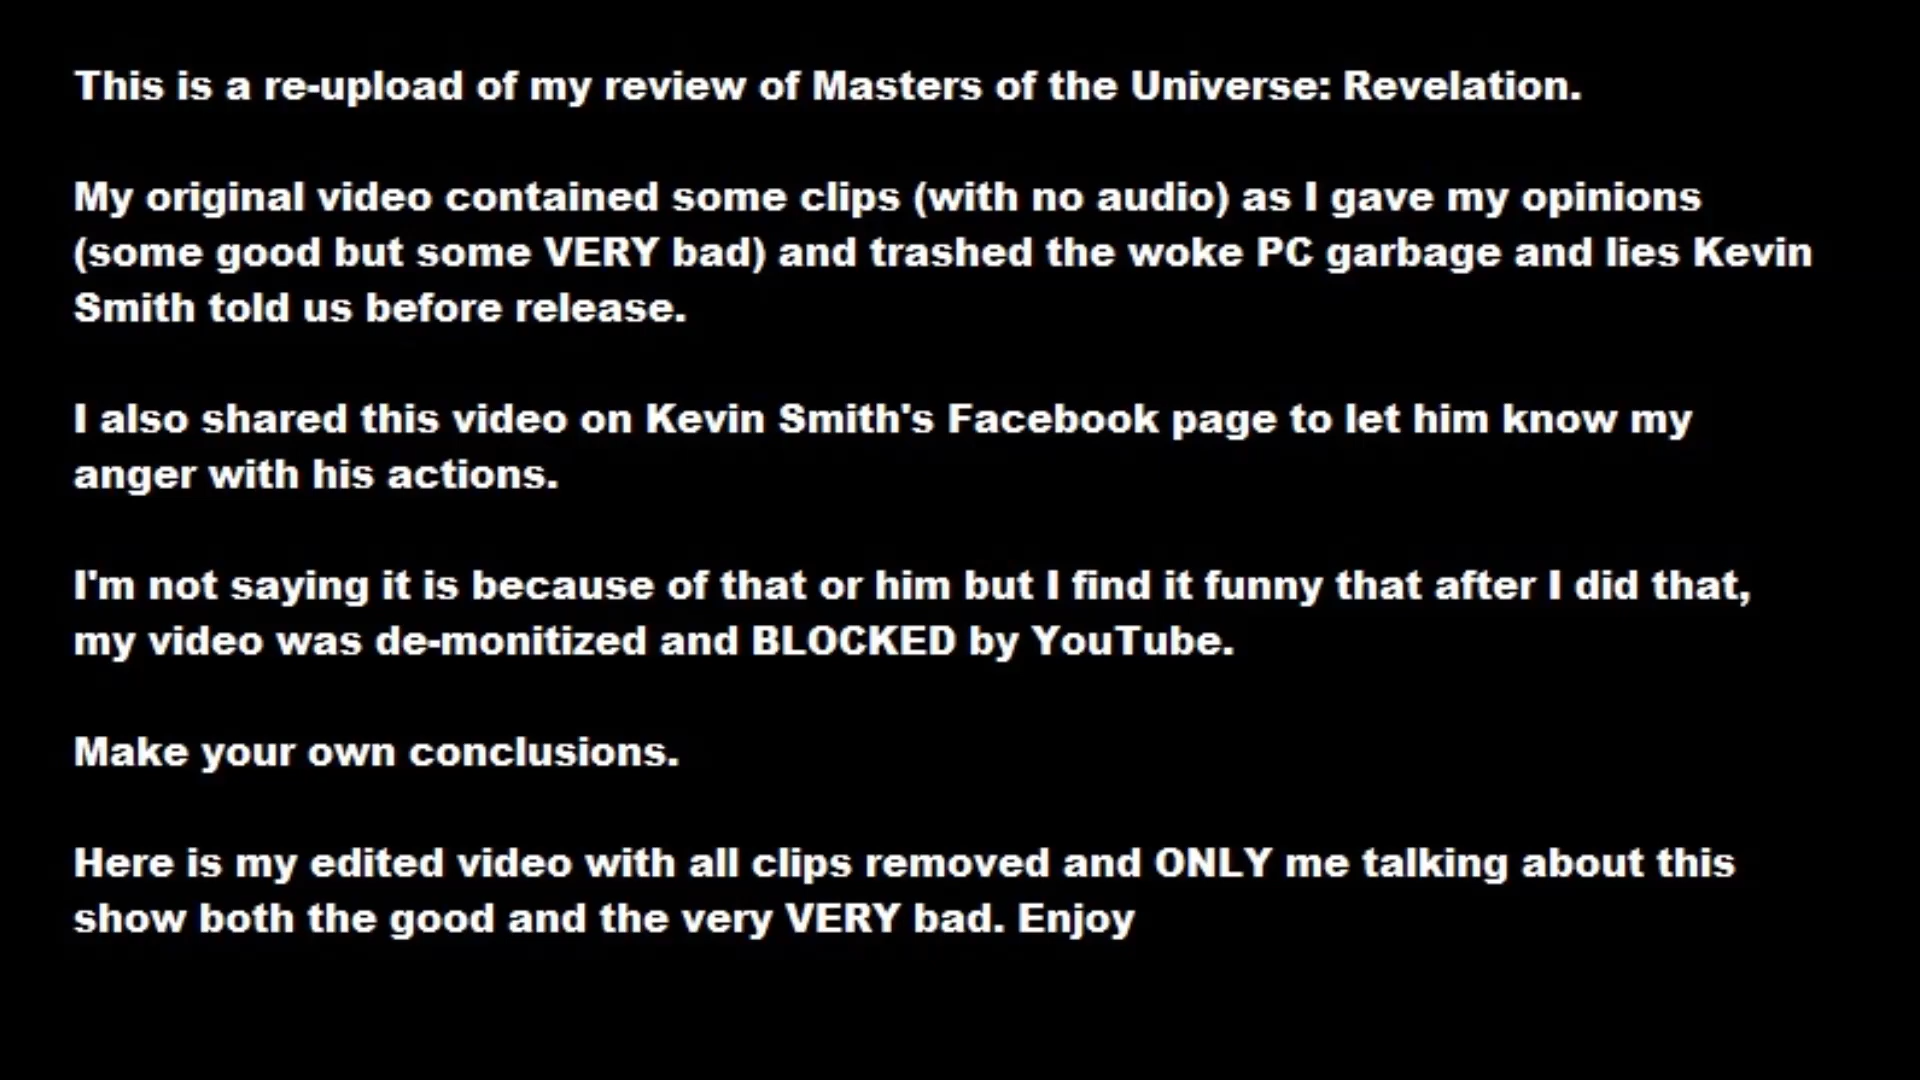 This is a re-upload of my review of Masters of the Universe: Revelation.
My original video contained some clips (with no audio) as I gave my opinions
(some good but some VERY bad) and trashed the woke PC garbage and lies Kevin
Smith told us before release.
I also shared this video on Kevin Smith's Facebook page to let him know my
anger with his actions.
I'm not saying it is because of that or him but I find it funny that after I did that,
my video was de-monitized and BLOCKED by YouTube.
Make your own conclusions.
Here is my edited video with all clips removed and ONLY me talking about this
show both the good and the very VERY bad. Enjoy